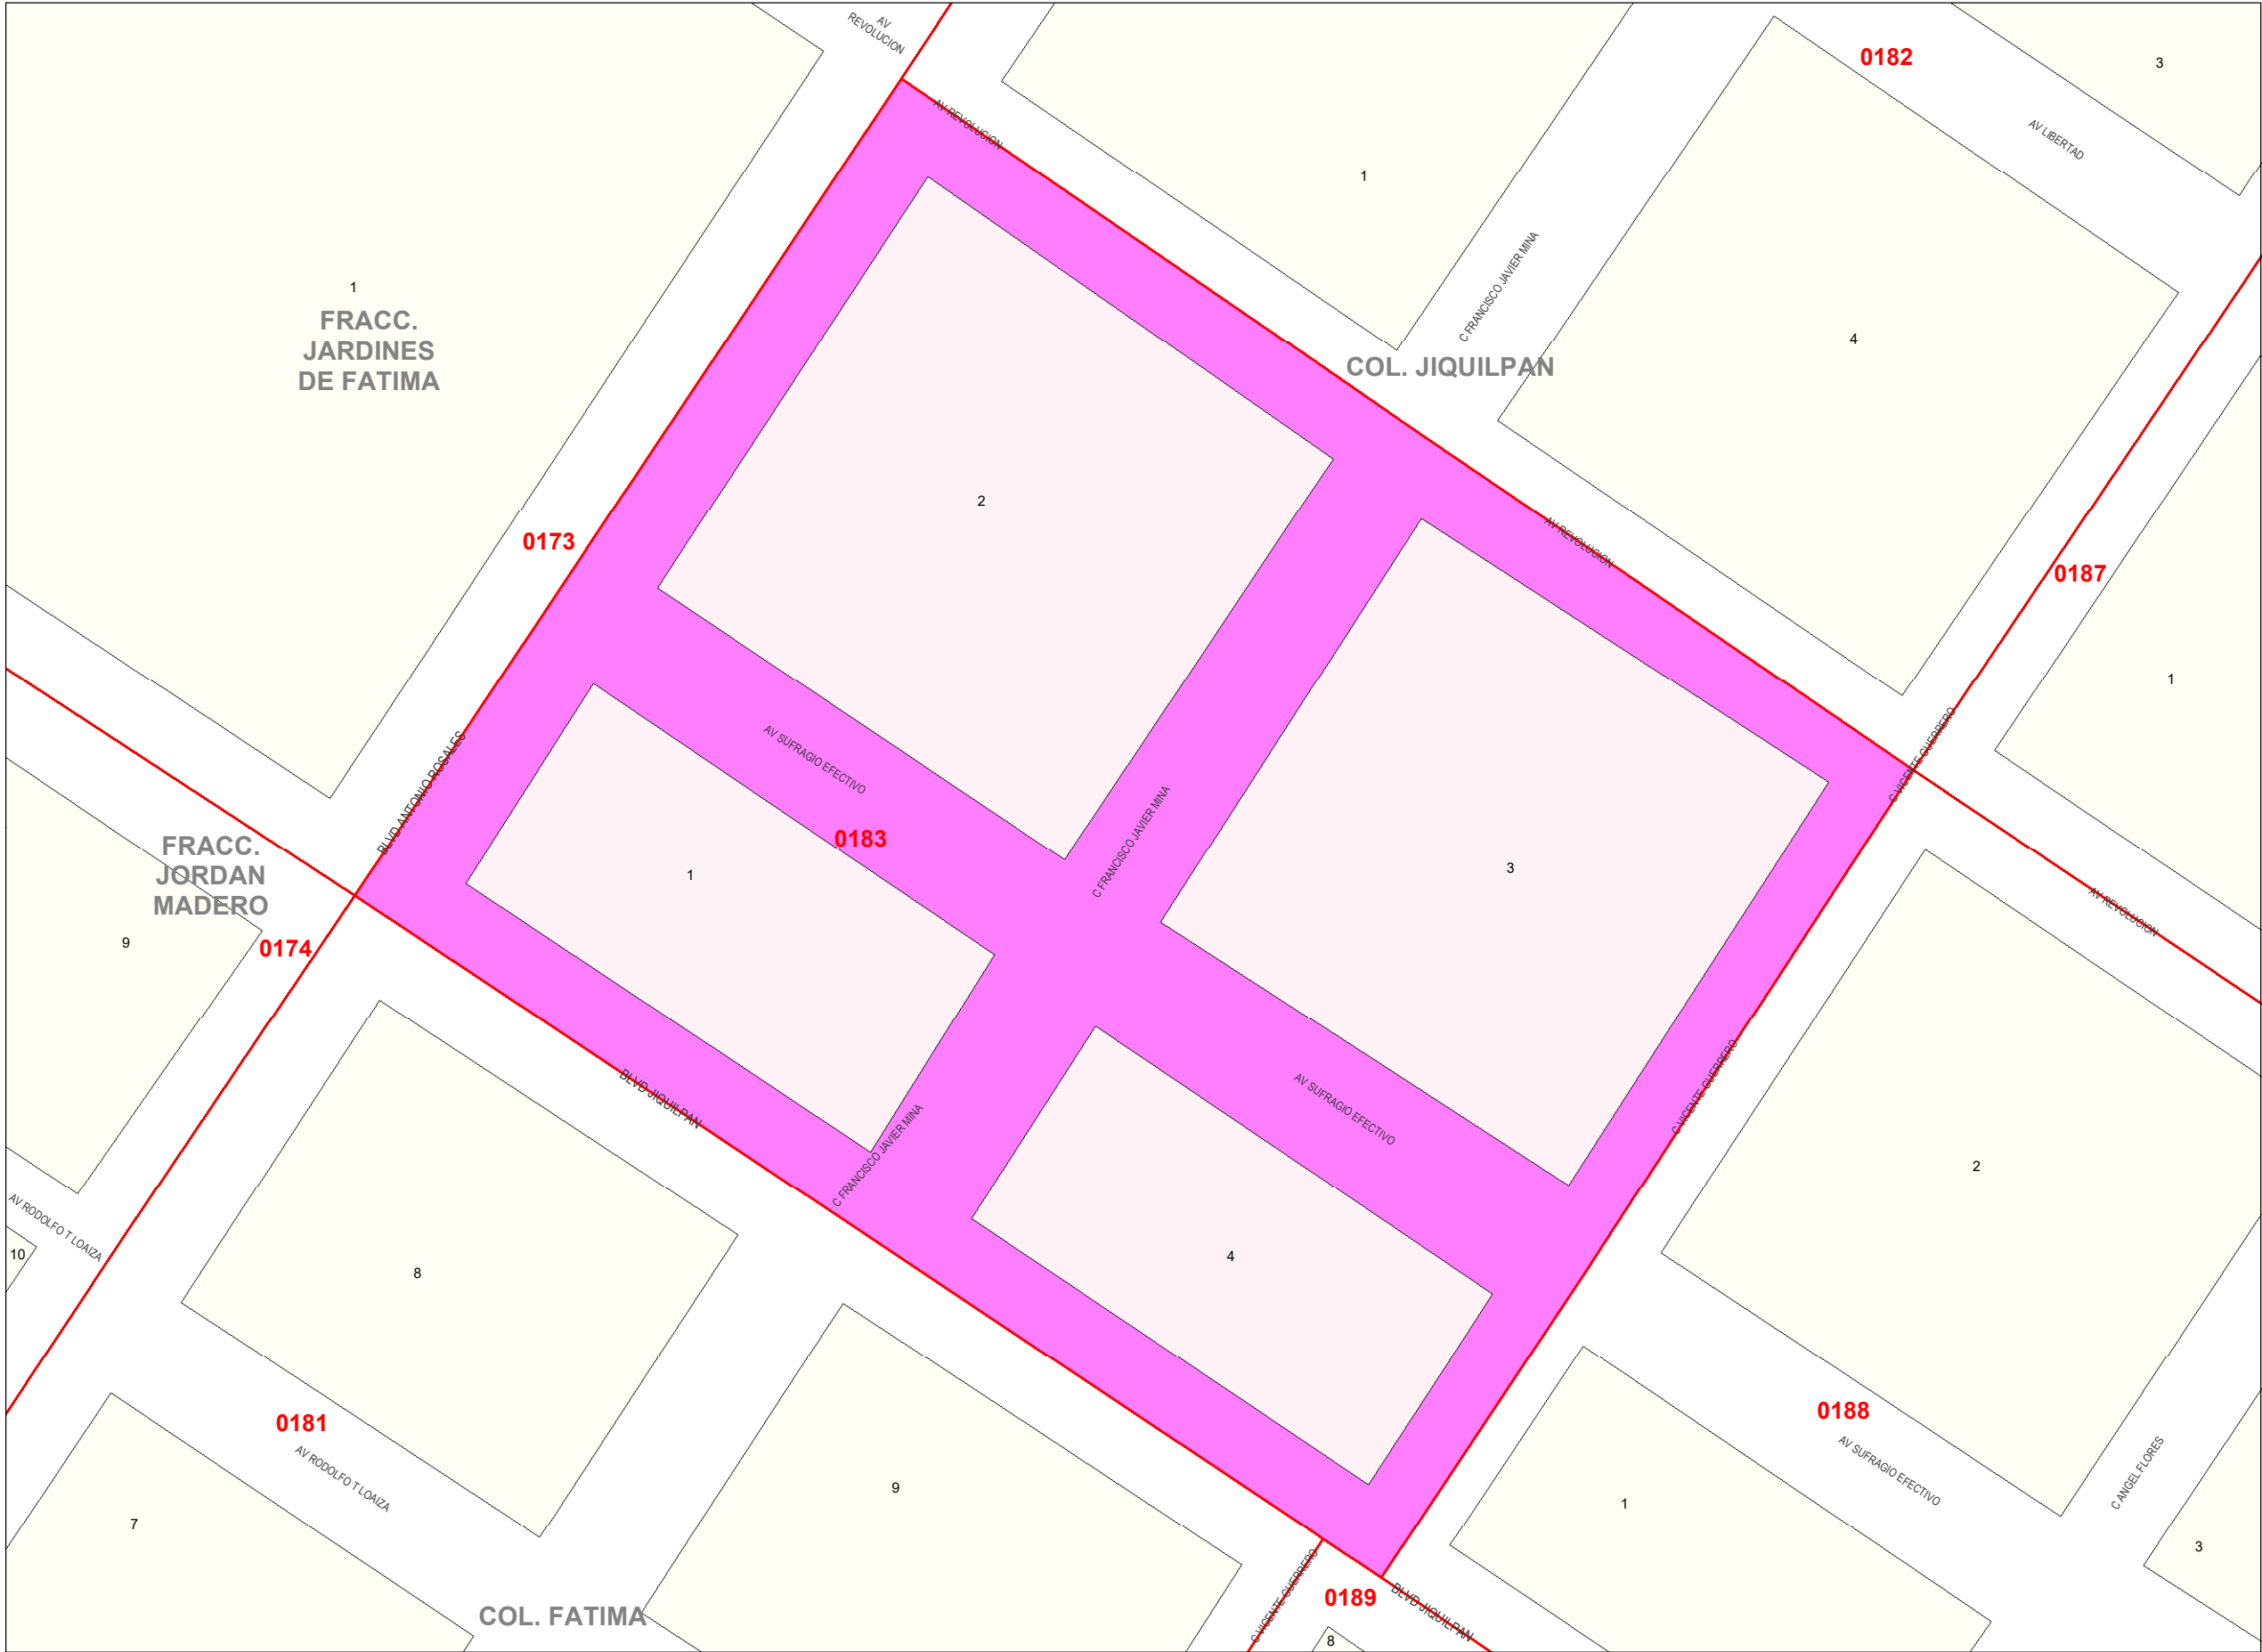 AV
REVOLUCION
0182
3
AV REVOLUCION
AV LIBERTAD
1
C FRANCISCO JAVIER MINA
1
FRACC.
JARDINES
DE FATIMA
4
COL. JIQUILPAN
2
0173
AV REVOLUCION
0187
1
C VICENTE GUERRERO
AV SUFRAGIO EFECTIVO
BLVD ANTONIO ROSALES
0183
C FRANCISCO JAVIER MINA
3
1
FRACC.
JORDAN
MADERO
AV REVOLUCION
9
0174
BLVD JIQUILPAN
C VICENTE GUERRERO
AV SUFRAGIO EFECTIVO
C FRANCISCO JAVIER MINA
2
AV RODOLFO T LOAIZA
10
8
4
0181
0188
AV RODOLFO T LOAIZA
AV SUFRAGIO EFECTIVO
C ANGEL FLORES
9
1
7
3
C VICENTE GUERRERO
0189
BLVD JIQUILPAN
COL. FATIMA
8